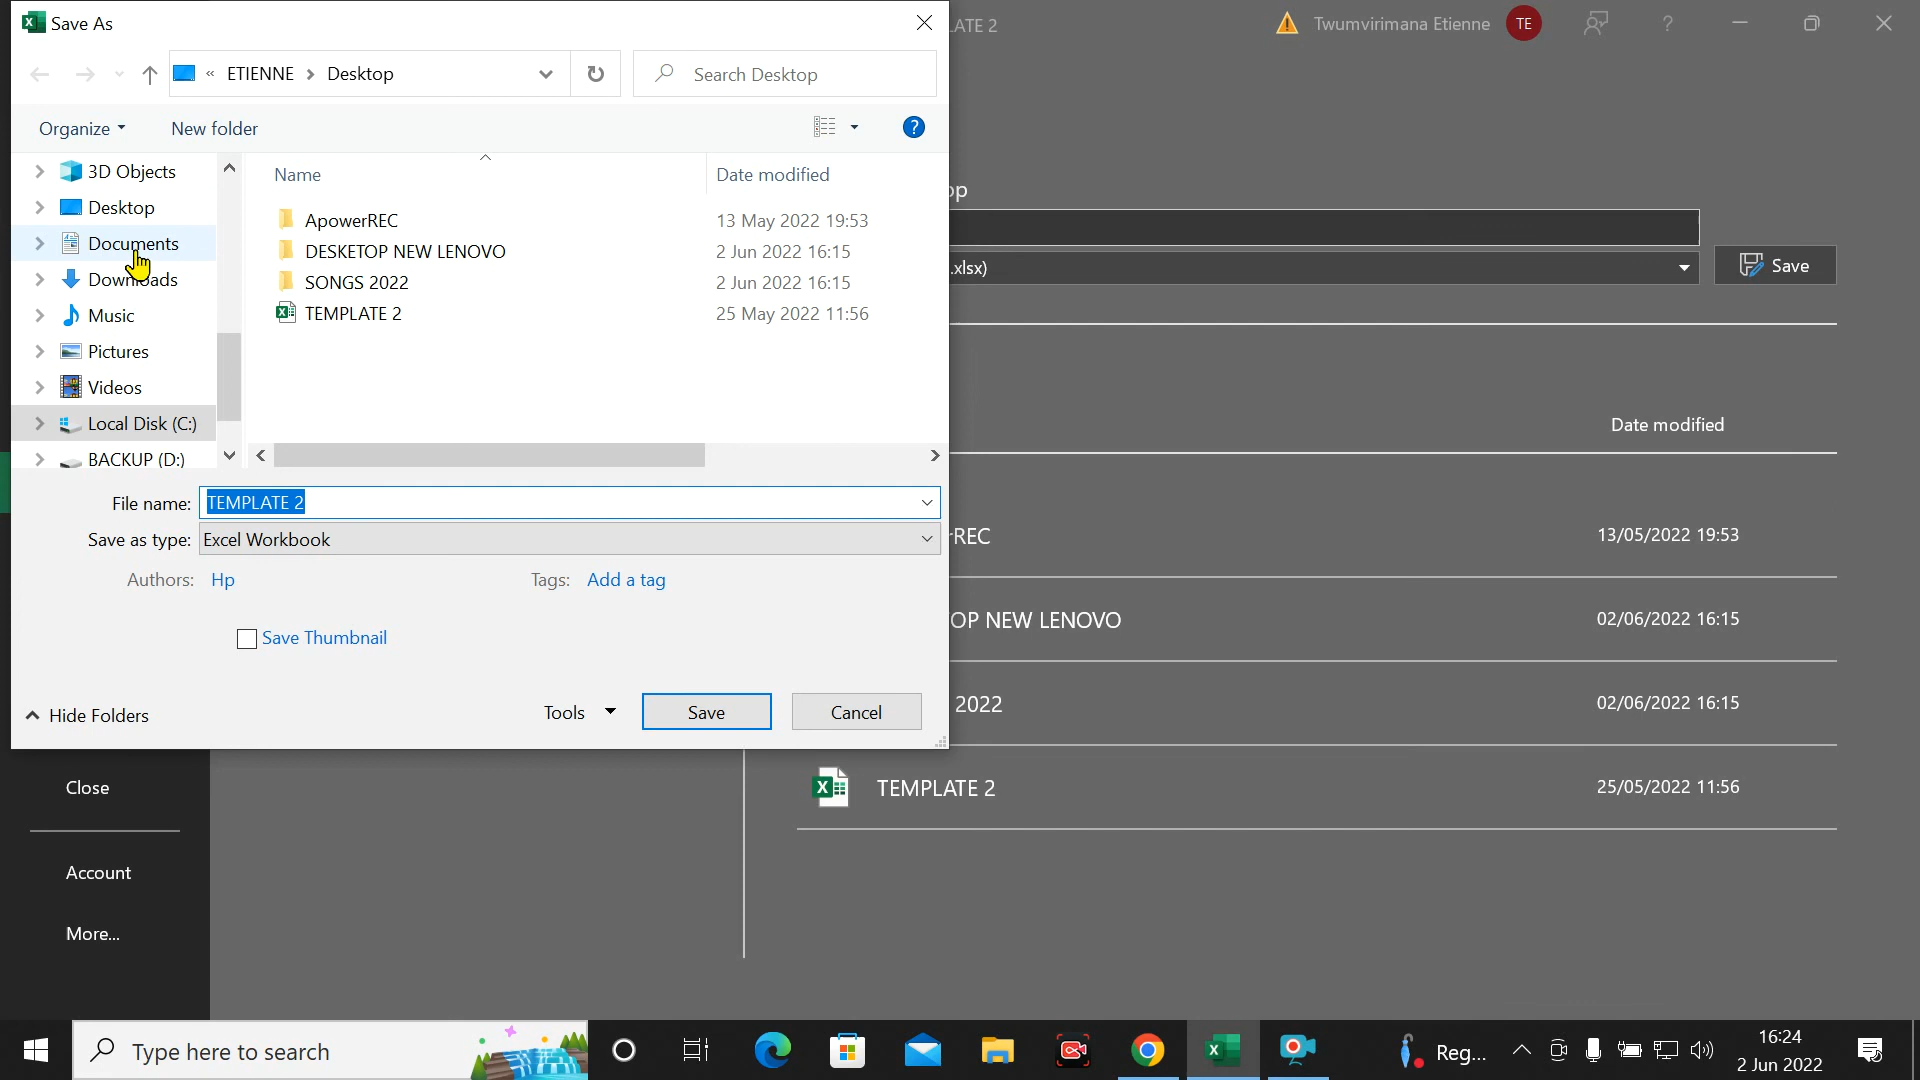 Save As
ATE 2
Twumvirimana Etienne
TE
?
« ETIENNE > Desktop
Search Desktop
Organize
New folder
?
3D Objects
Desktop
Documents
Downloads
Music
Pictures
Videos
Local Disk (C:)
BACKUP (D:)
Name
Date modified
ApowerREC
13 May 2022 19:53
DESKETOP NEW LENOVO
2 Jun 2022 16:15
SONGS 2022
2 Jun 2022 16:15
TEMPLATE 2
25 May 2022 11:56
File name:
TEMPLATE 2
Save as type:
Excel Workbook
Authors:
Hp
Tags:
Add a tag
Save Thumbnail
Hide Folders
Tools
Save
Cancel
op
.xlsx)
Save
Date modified
rREC
13/05/2022 19:53
OP NEW LENOVO
02/06/2022 16:15
2022
02/06/2022 16:15
TEMPLATE 2
25/05/2022 11:56
Close
Account
More...
Type here to search
Reg...
16:24
2 Jun 2022